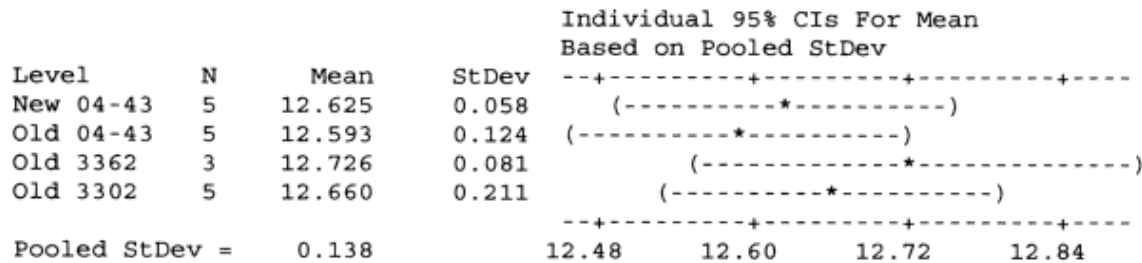 Individual 95% CIs For Mean
Based on Pooled StDev
Level N Mean StDev --+---------+---------+---------+----
New 04-43 5 12.625 0.058 (----------*----------)
Old 04-43 5 12.593 0.124 (----------*----------)
Old 3362 3 12.726 0.081 (-------------*--------------)
Old 3302 5 12.660 0.211 (----------*----------)
--+---------+---------+---------+----
Pooled StDev = 0.138 12.48 12.60 12.72 12.84